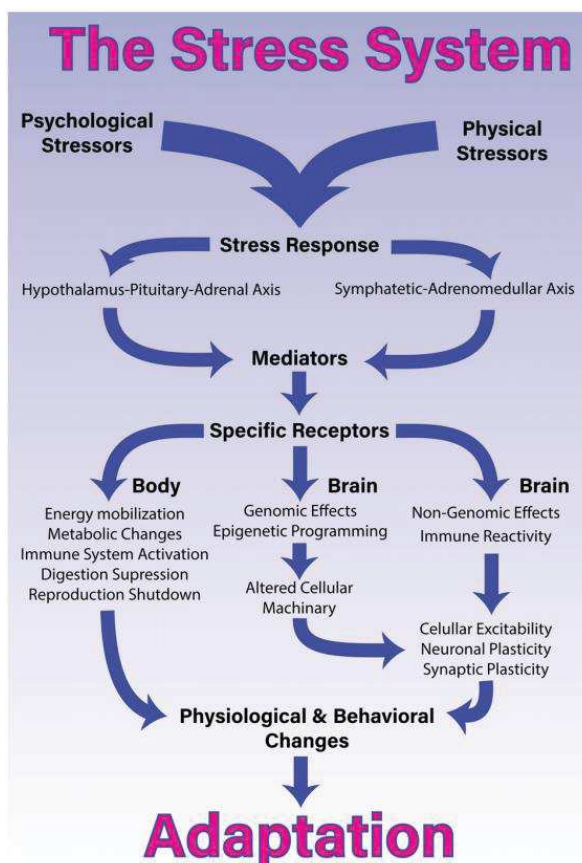 The Stress System
Psychological
Stressors
Physical
Stressors
Stress Response
Hypothalamus-Pituitary-Adrenal Axis
Symphatetic-Adrenomedullar Axis
Mediators
Specific Receptors
Body
Energy mobilization
Metabolic Changes
Immune System Activation
Digestion Supression
Reproduction Shutdown
Brain
Genomic Effects
Epigenetic Programming
Altered Cellular
Machinary
Brain
Non-Genomic Effects
Immune Reactivity
Celullar Excitability
Neuronal Plasticity
Synaptic Plasticity
Physiological & Behavioral
Changes
Adaptation